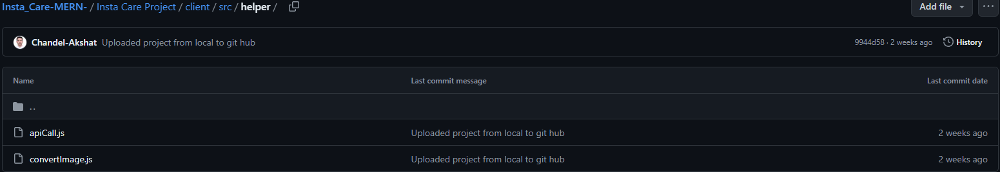 Insta_Care-MERN- / Insta Care Project / client / src / helper / Add file ...
Chandel-Akshat Uploaded project from local to git hub 9944d58 · 2 weeks ago History
Name Last commit message Last commit date
..
apiCall.js Uploaded project from local to git hub 2 weeks ago
convertImage.js Uploaded project from local to git hub 2 weeks ago